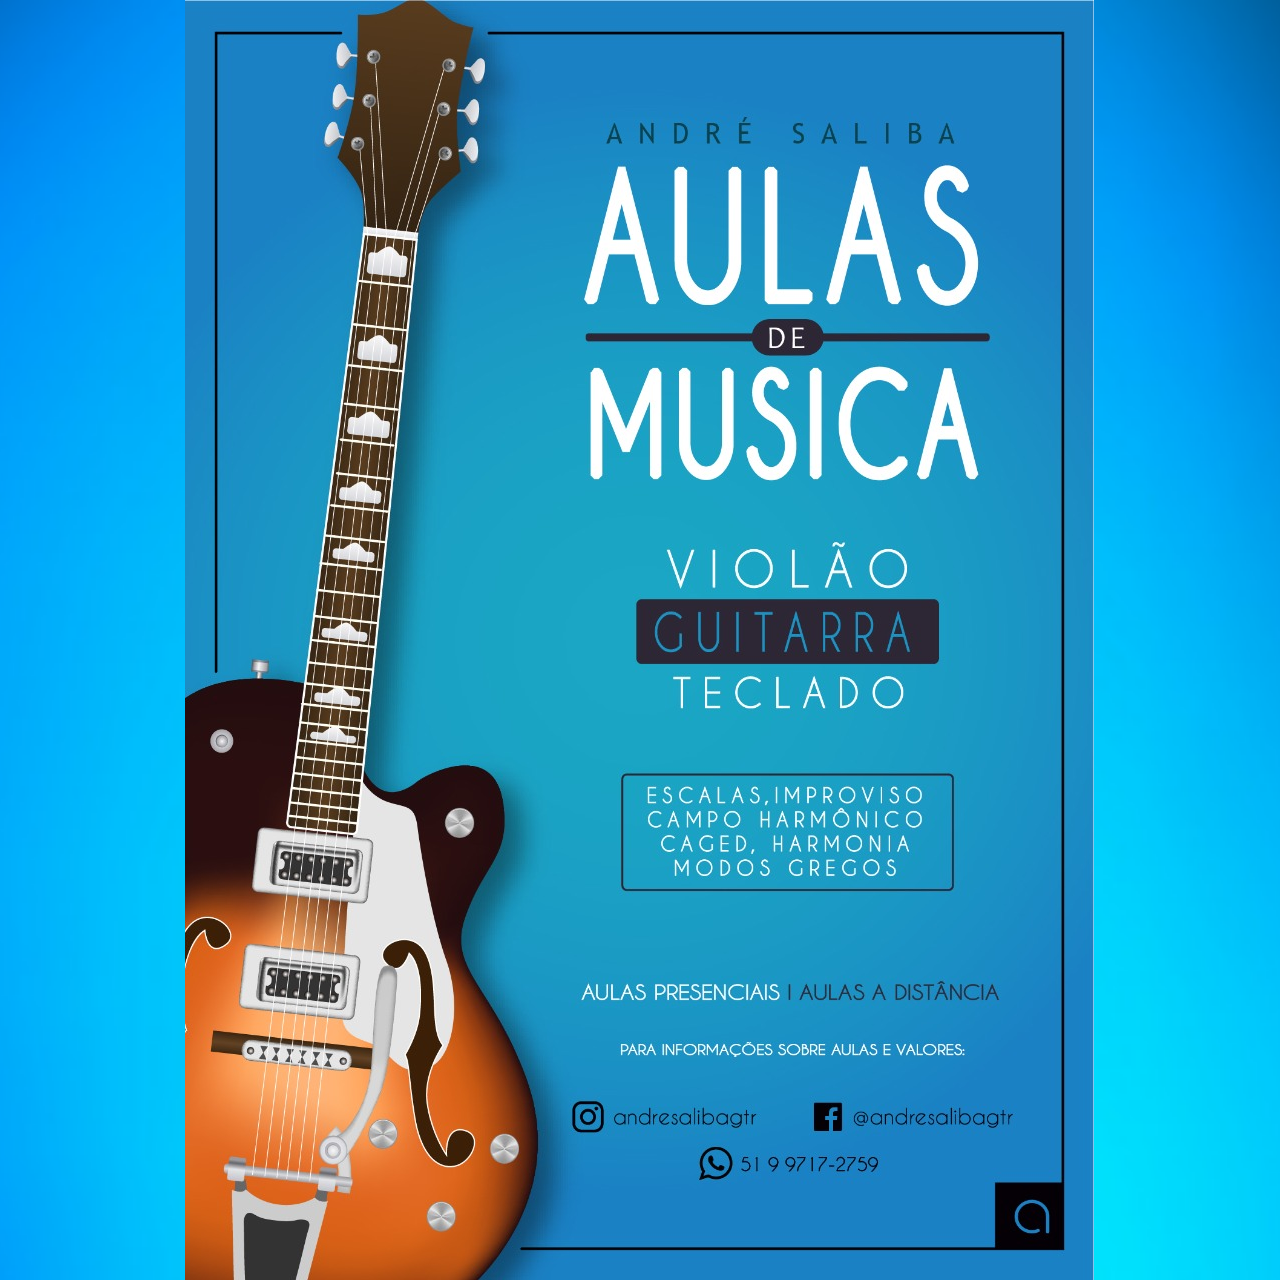 ANDRÉ SALIBA
AULAS
DE
MUSICA
VIOLÃO
GUITARRA
TECLADO
ESCALAS,IMPROVISO
CAMPO HARMÔNICO
CAGED, HARMONIA
MODOS GREGOS
AULAS PRESENCIAIS | AULAS A DISTÂNCIA
PARA INFORMAÇÕES SOBRE AULAS E VALORES:
andresalibagtr @andresalibagtr
51 9 9717-2759
a